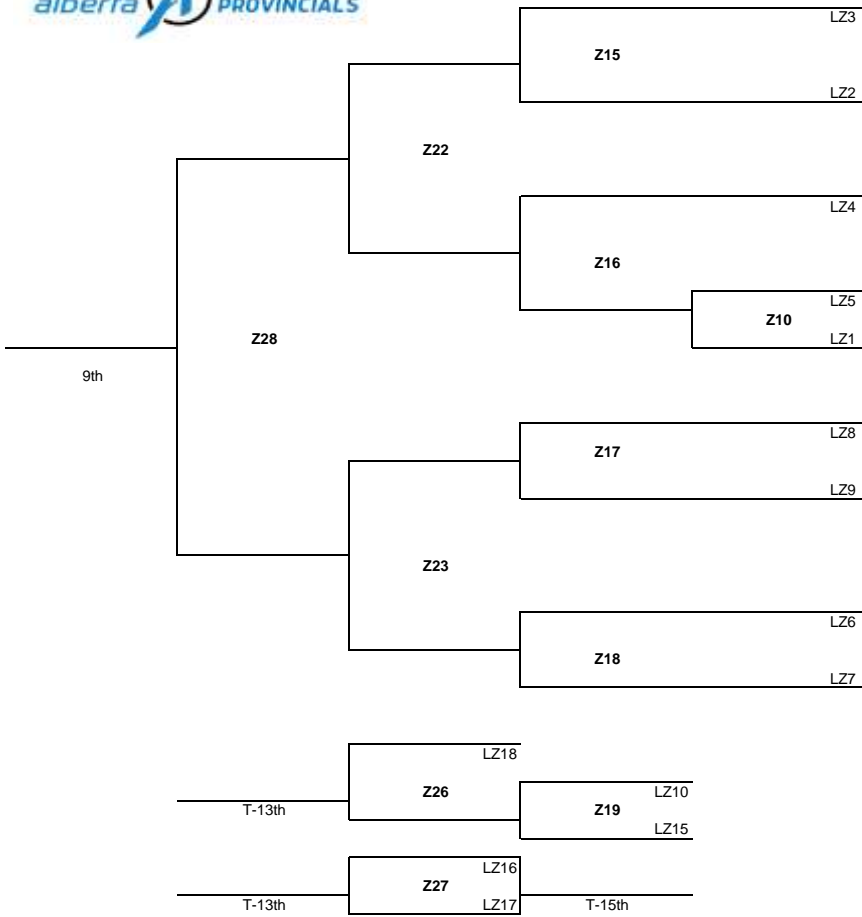 alberta PROVINCIALS
LZ3
Z15
LZ2
Z22
LZ4
Z16
LZ5
Z10
LZ1
Z28
9th
LZ8
Z17
LZ9
Z23
LZ6
Z18
LZ7
LZ18
Z26
LZ10
T-13th
Z19
LZ15
LZ16
Z27
T-13th
LZ17
T-15th